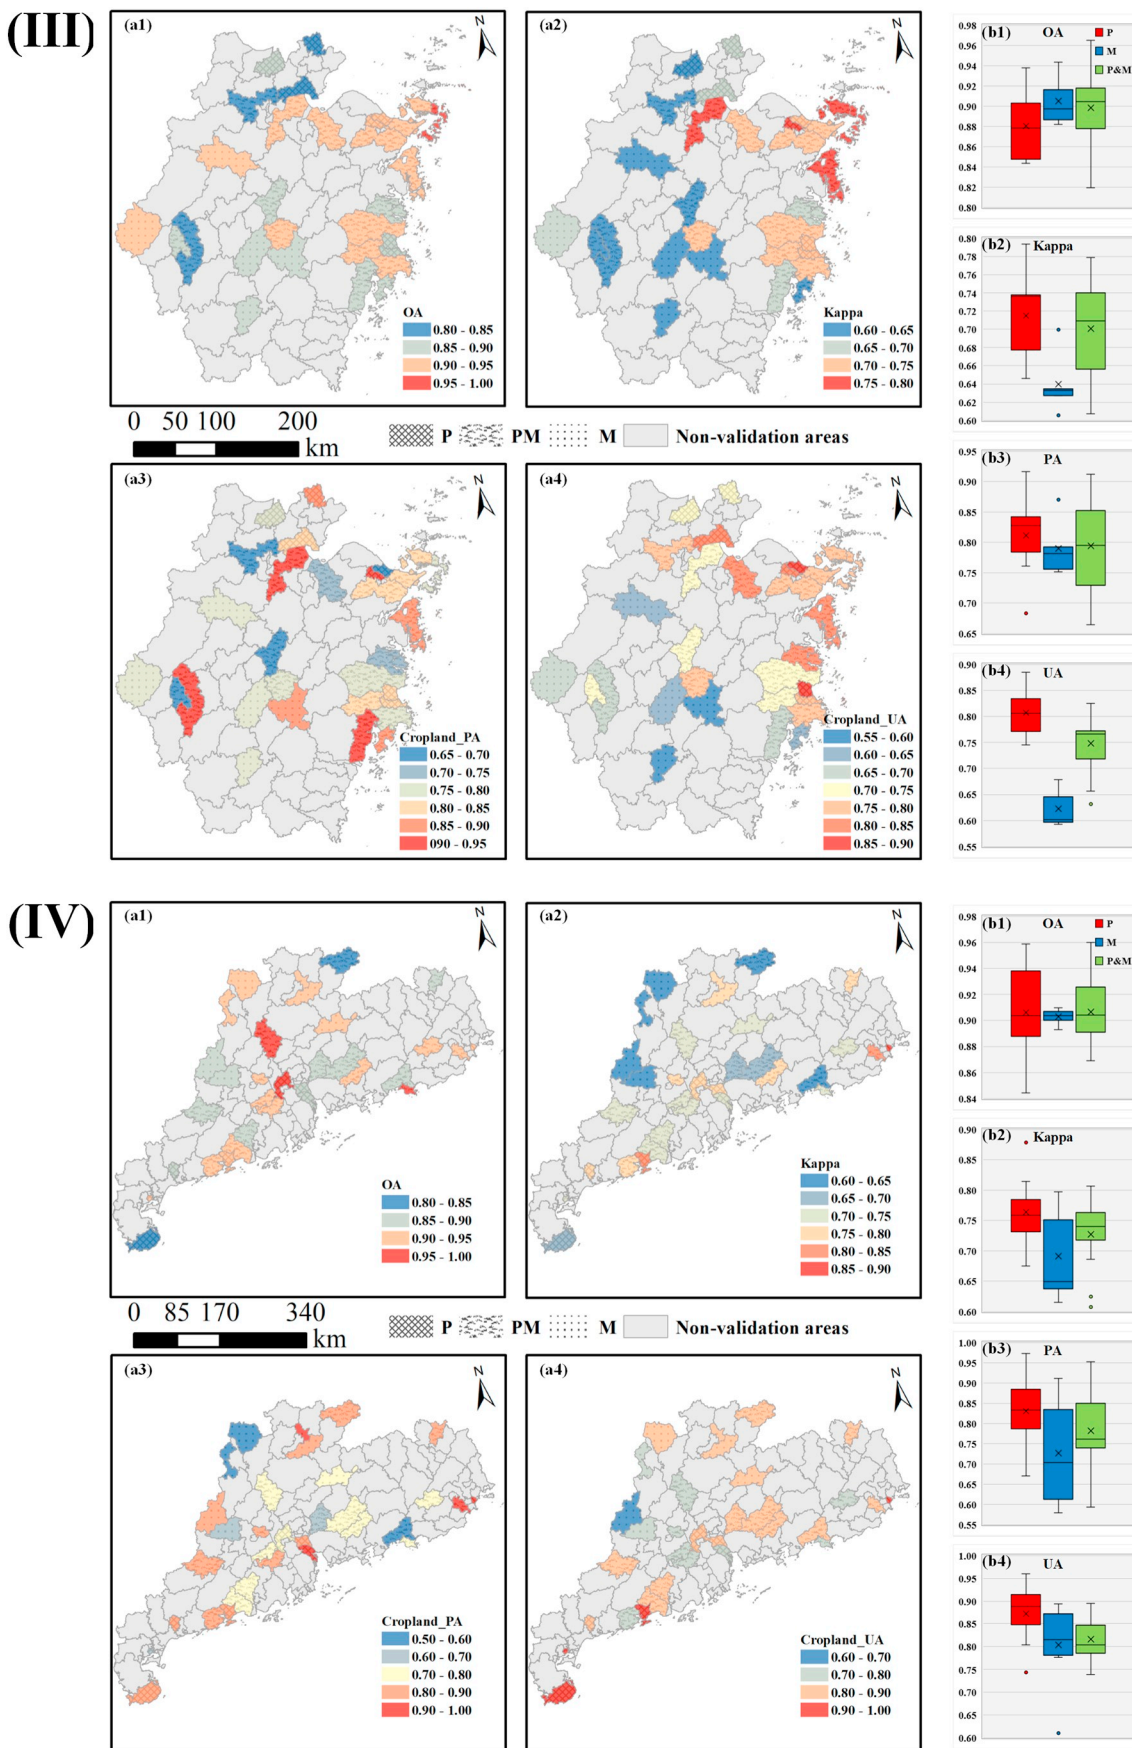 (III)
(a1)
N
OA
0.80 - 0.85
0.85 - 0.90
0.90 - 0.95
0.95 - 1.00
(a2)
N
Kappa
0.60 - 0.65
0.65 - 0.70
0.70 - 0.75
0.75 - 0.80
(b1) OA
P
M
P&M
0.98
0.96
0.94
0.92
0.90
0.88
0.86
0.84
0.82
0.80
(b2) Kappa
0.80
0.78
0.76
0.74
0.72
0.70
0.68
0.66
0.64
0.62
0.60
0 50 100 200
km
P PM M Non-validation areas
(a3)
N
Cropland_PA
0.65 - 0.70
0.70 - 0.75
0.75 - 0.80
0.80 - 0.85
0.85 - 0.90
090 - 0.95
(a4)
N
Cropland_UA
0.55 - 0.60
0.60 - 0.65
0.65 - 0.70
0.70 - 0.75
0.75 - 0.80
0.80 - 0.85
0.85 - 0.90
(b3) PA
0.95
0.90
0.85
0.80
0.75
0.70
0.65
(b4) UA
0.90
0.85
0.80
0.75
0.70
0.65
0.60
0.55
(IV)
(a1)
N
OA
0.80 - 0.85
0.85 - 0.90
0.90 - 0.95
0.95 - 1.00
(a2)
N
Kappa
0.60 - 0.65
0.65 - 0.70
0.70 - 0.75
0.75 - 0.80
0.80 - 0.85
0.85 - 0.90
(b1) OA
P
M
P&M
0.98
0.96
0.94
0.92
0.90
0.88
0.86
0.84
(b2) Kappa
0.90
0.85
0.80
0.75
0.70
0.65
0.60
0 85 170 340
km
P PM M Non-validation areas
(a3)
N
Cropland_PA
0.50 - 0.60
0.60 - 0.70
0.70 - 0.80
0.80 - 0.90
0.90 - 1.00
(a4)
N
Cropland_UA
0.60 - 0.70
0.70 - 0.80
0.80 - 0.90
0.90 - 1.00
(b3) PA
1.00
0.95
0.90
0.85
0.80
0.75
0.70
0.65
0.60
0.55
(b4) UA
1.00
0.95
0.90
0.85
0.80
0.75
0.70
0.65
0.60